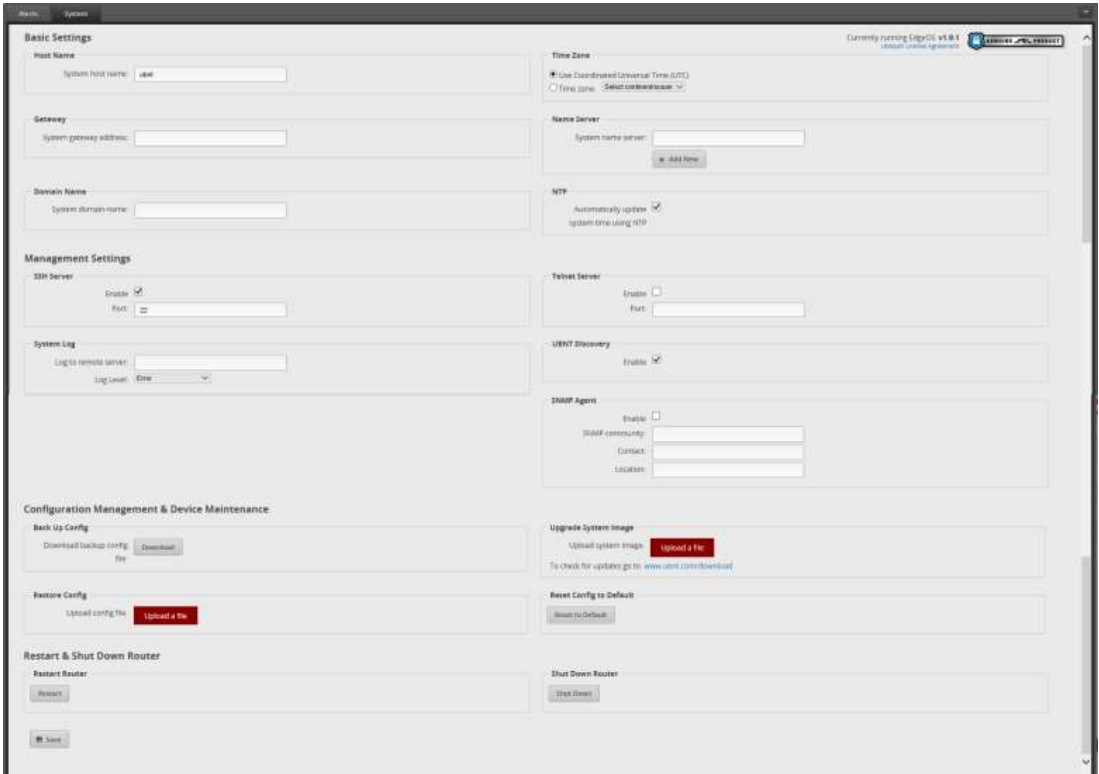 Alerts
System
Basic Settings
Currently running EdgeOS v1.8.1
Ubiquiti License Agreement
GENUINE PRODUCT
Host Name
System host name: ubnt
Time Zone
Use Coordinated Universal Time (UTC)
Time zone: Select continent/ocean
Gateway
System gateway address:
Name Server
System name server:
Add New
Domain Name
System domain name:
NTP
Automatically update
system time using NTP
Management Settings
SSH Server
Enable
Port: 22
Telnet Server
Enable
Port:
System Log
Log to remote server:
Log Level: Error
UBNT Discovery
Enable
SNMP Agent
Enable
SNMP community:
Contact:
Location:
Configuration Management & Device Maintenance
Back Up Config
Download backup config
file:
Download
Upgrade System Image
Upload system image: Upload a file
To check for updates go to: www.ubnt.com/download
Restore Config
Upload config file: Upload a file
Reset Config to Default
Reset to Default
Restart & Shut Down Router
Restart Router
Restart
Shut Down Router
Shut Down
Save